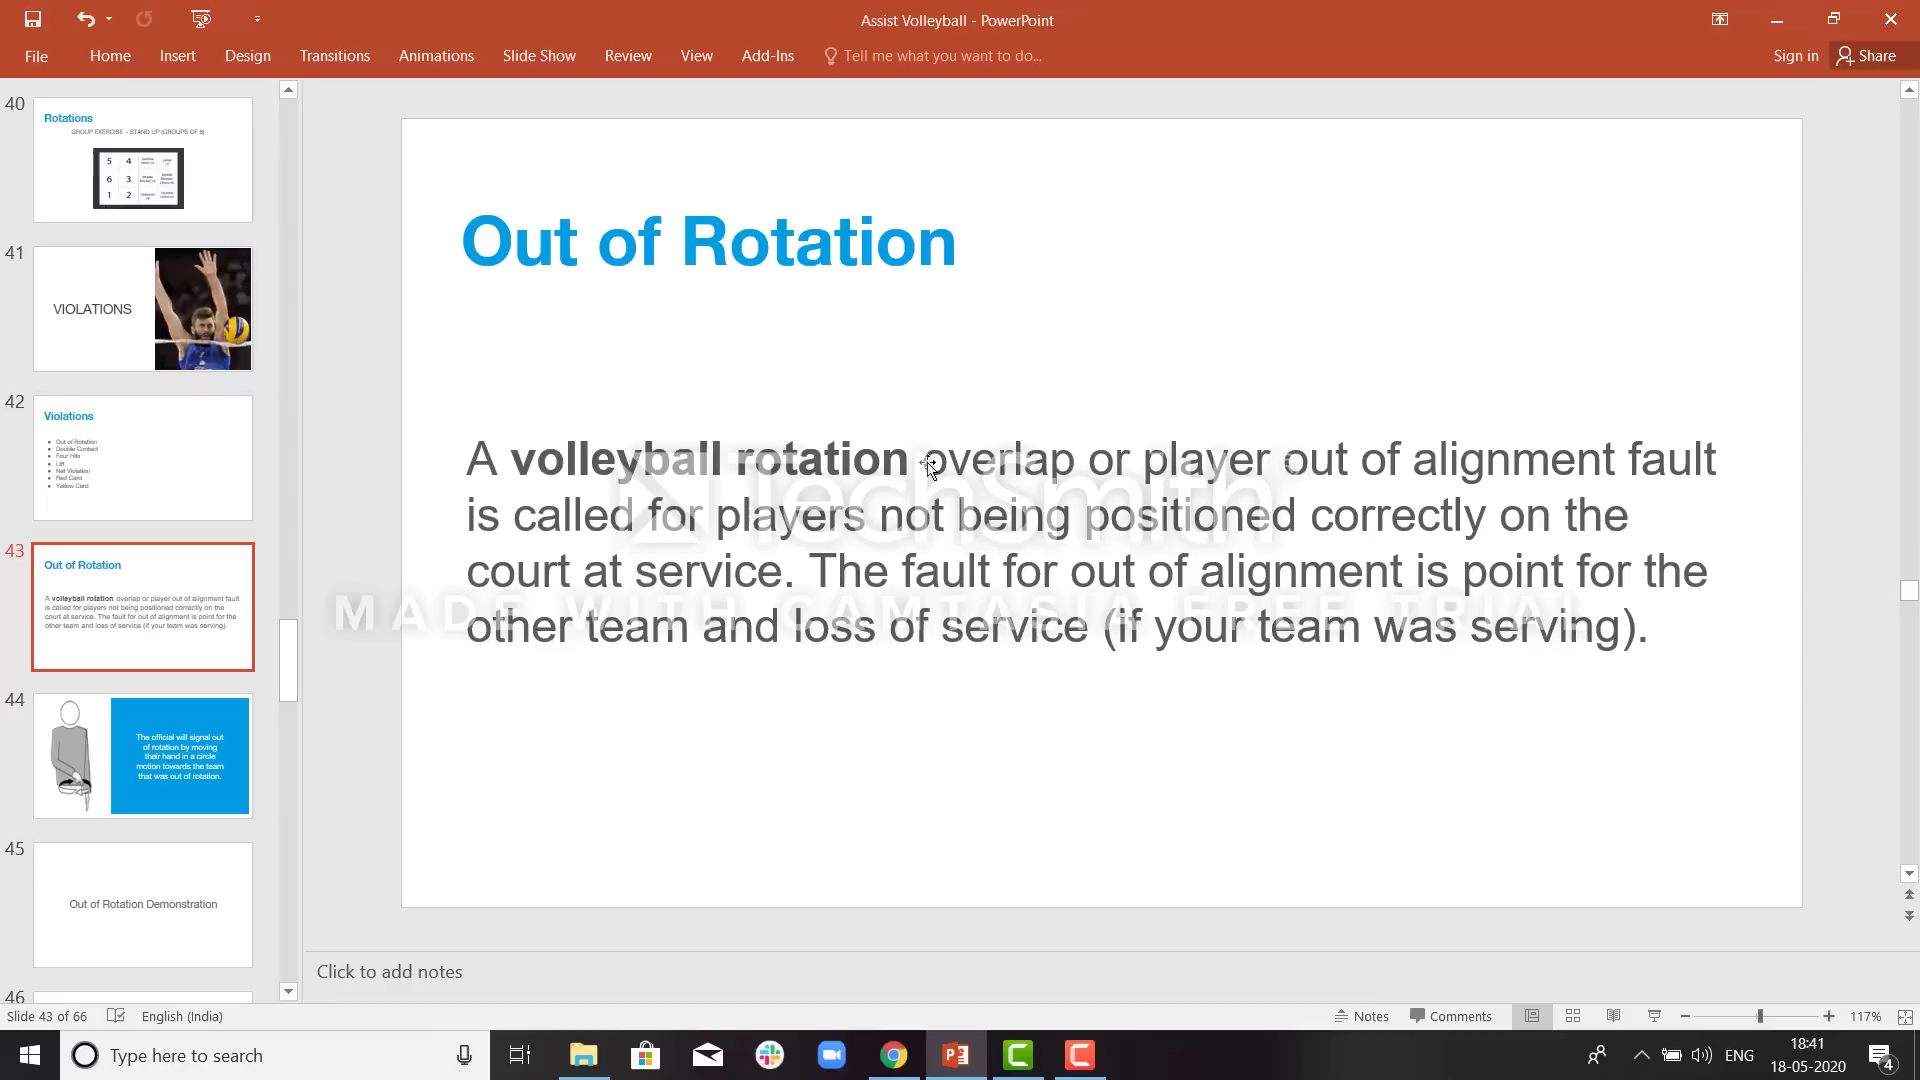 Assist Volleyball - PowerPoint
File Home Insert Design Transitions Animations Slide Show Review View Add-Ins Tell me what you want to do... Sign in Share
40
Rotations
GROUP EXERCISE - STAND UP (GROUPS OF 6)
5 4
6 3
1 2
41
VIOLATIONS
42
Violations
Out of Rotation
Double Contact
Four Hits
Lift
Net Violation
Red Card
Yellow Card
43
Out of Rotation
A volleyball rotation overlap or player out of alignment fault
is called for players not being positioned correctly on the
court at service. The fault for out of alignment is point for the
other team and loss of service (if your team was serving).
44
The official will signal out
of rotation by moving
their hand in a circle
motion towards the team
that was out of rotation.
45
Out of Rotation Demonstration
46
Out of Rotation
A volleyball rotation overlap or player out of alignment fault
is called for players not being positioned correctly on the
court at service. The fault for out of alignment is point for the
other team and loss of service (if your team was serving).
TechSmith
MADE WITH CAMTASIA FREE TRIAL
Click to add notes
Slide 43 of 66 English (India) Notes Comments 117%
Type here to search
ENG
18:41
18-05-2020
4